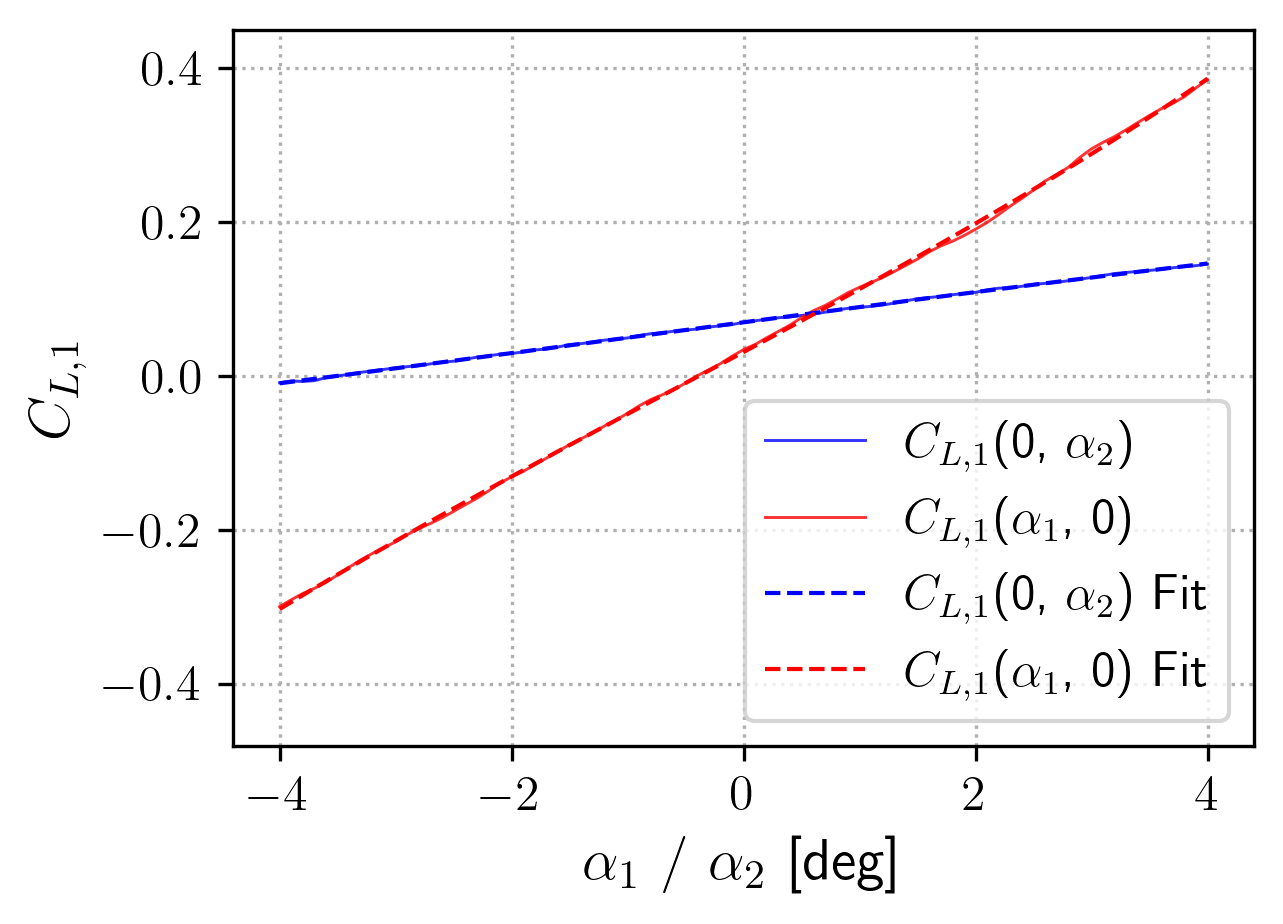 0.4
0.2
0.0
−0.2
−0.4
C_{L,1}
C_{L,1}(0, α_2)
C_{L,1}(α_1, 0)
C_{L,1}(0, α_2) Fit
C_{L,1}(α_1, 0) Fit
−4 −2 0 2 4
α_1 / α_2 [deg]